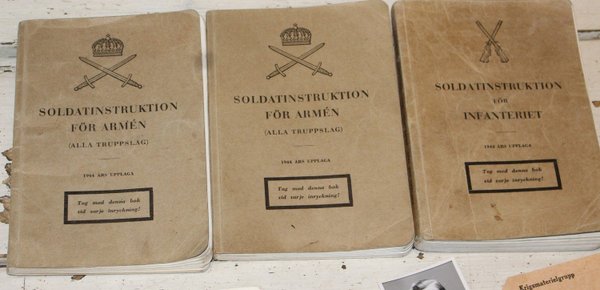 SOLDATINSTRUKTION
FÖR ARMÉN
(ALLA TRUPPSLAG)
1944 ÅRS UPPLAGA
Tag med denna bok
vid varje inryckning!
SOLDATINSTRUKTION
FÖR ARMÉN
(ALLA TRUPPSLAG)
1944 ÅRS UPPLAGA
Tag med denna bok
vid varje inryckning!
SOLDATINSTRUKTION
FÖR
INFANTERIET
1944 ÅRS UPPLAGA
Tag med denna bok
vid varje inryckning!
Krigsmaterielgrupp